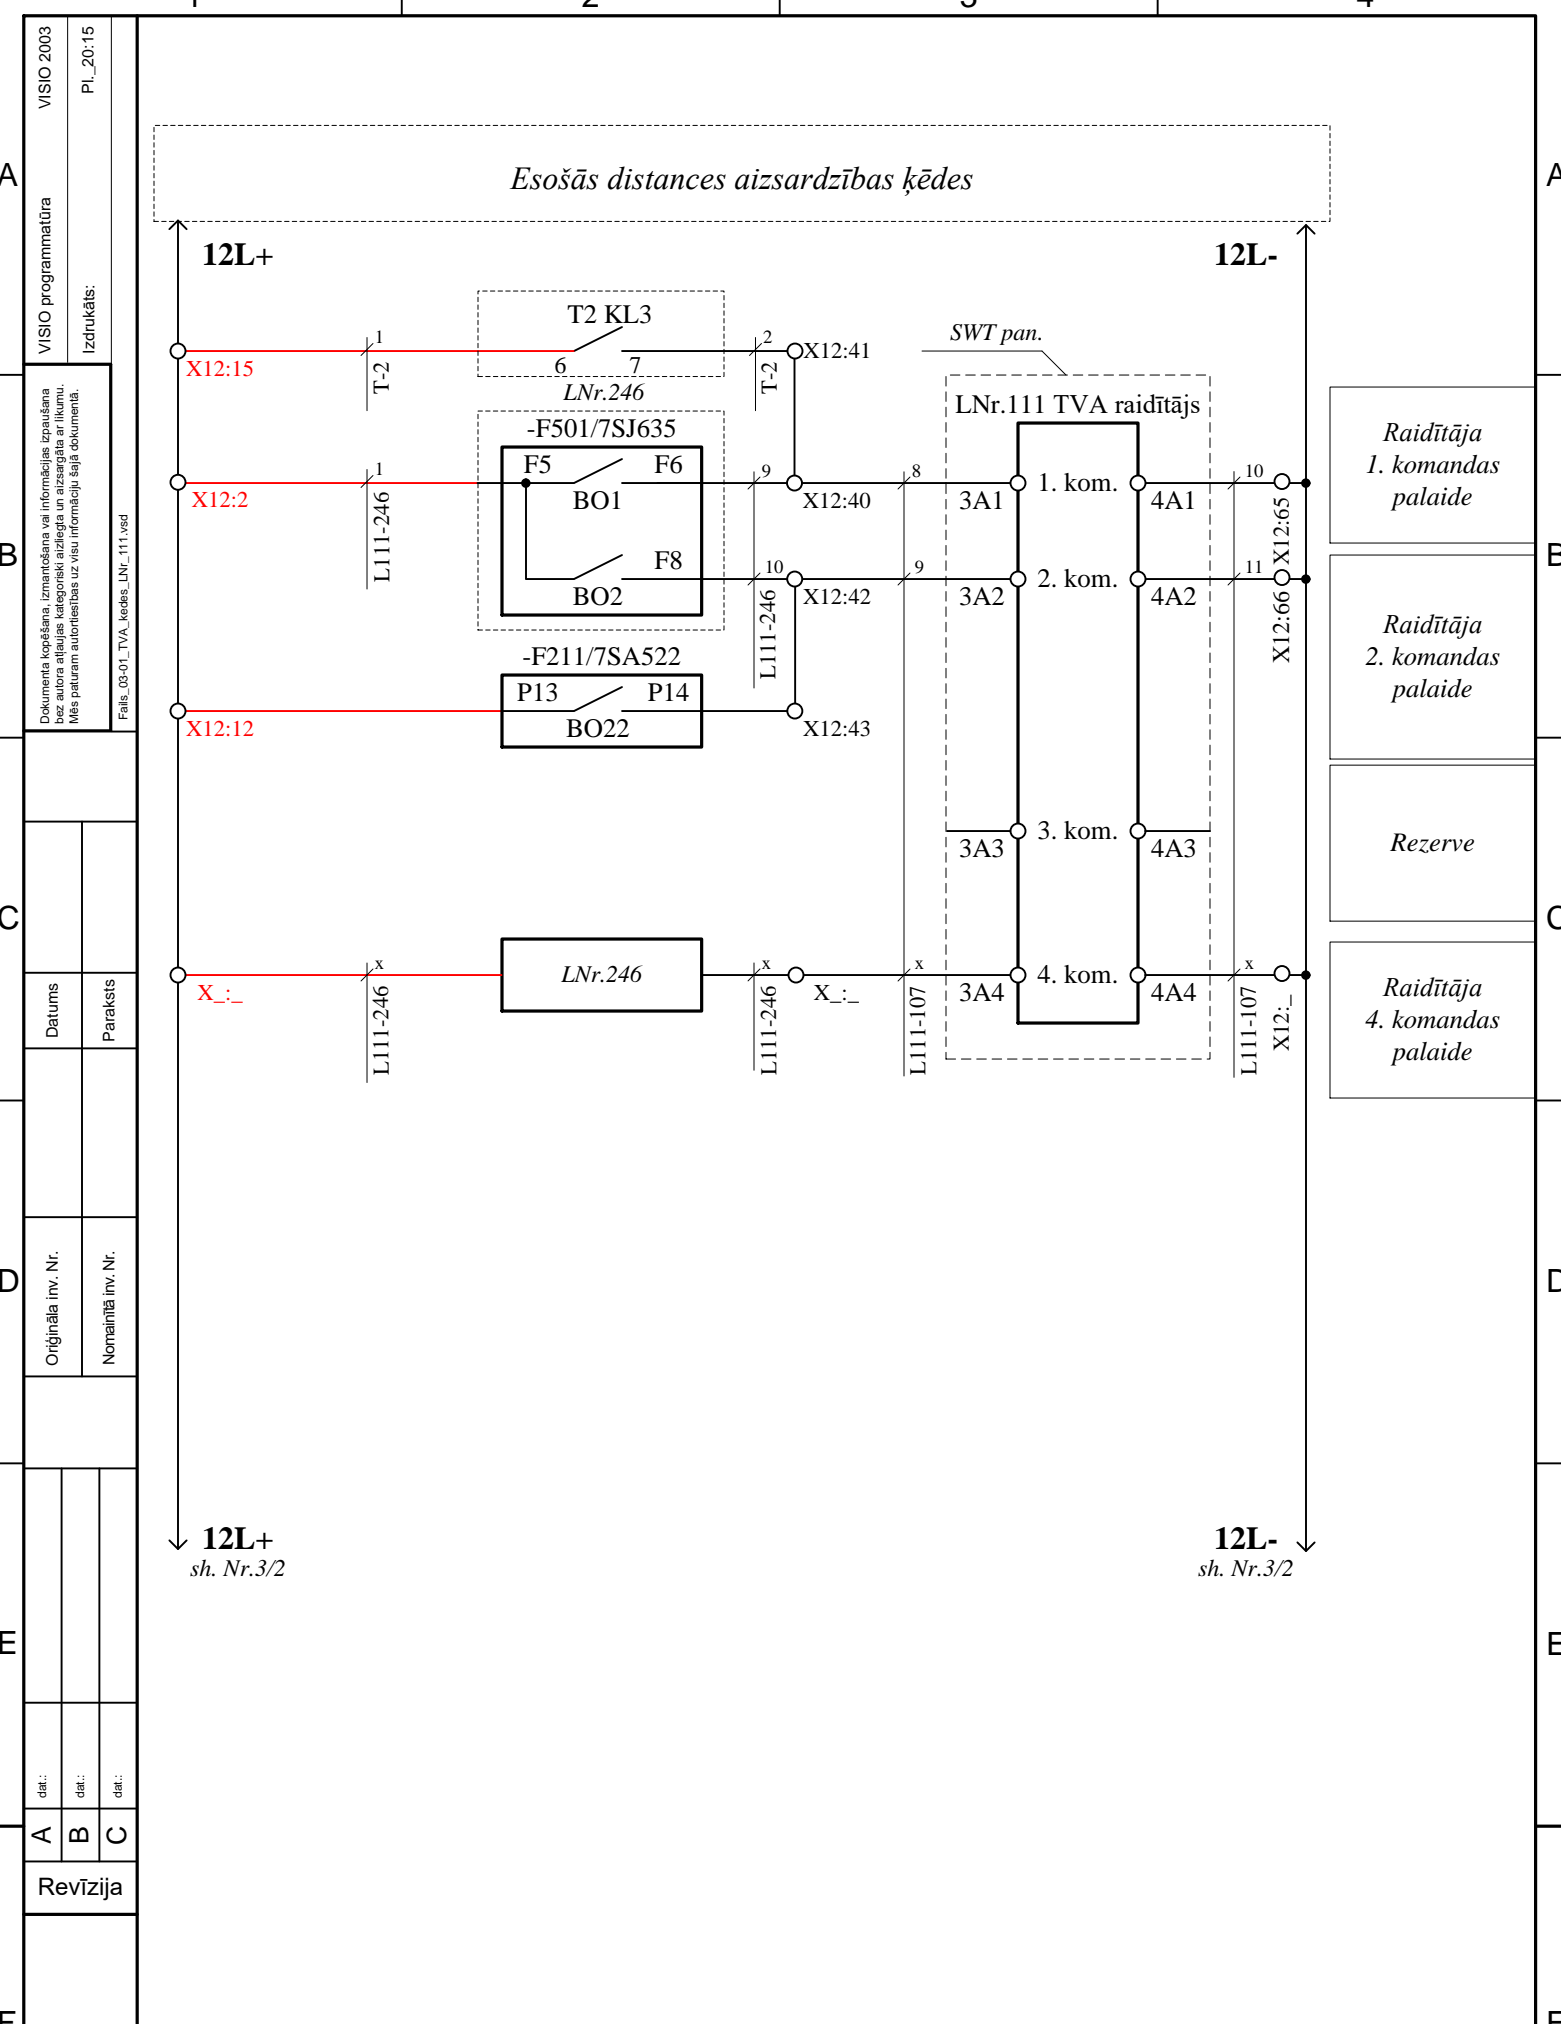 2
A
A
B
B
C
D
D
E
E
VISIO programmatūra VISIO 2003
Izdrukāts: Pl._20:15
Dokumenta kopēšana, izmantošana vai informācijas izpaušana
bez autora atļaujas kategoriski aizliegta un aizsargāta ar likumu.
Mēs paturam autortiesības uz visu informāciju šajā dokumentā.
Fails_03-01_TVA_kedes_LNr_111.vsd
Datums
Paraksts
Oriģināla inv. Nr.
Nomainītā inv. Nr.
dat.:
dat.:
dat.:
A
B
C
Revīzija
Esošās distances aizsardzības ķēdes
12L+
12L-
T2 KL3
6 7
LNr.246
X12:15
1
T-2
2
T-2
X12:41
SWT pan.
LNr.111 TVA raidītājs
-F501/7SJ635
F5 F6
BO1
F8
BO2
X12:2
1
L111-246
9
10
L111-246
X12:40
X12:42
8
9
3A1 1. kom. 4A1
3A2 2. kom. 4A2
10
11
X12:65
X12:66
-F211/7SA522
P13 P14
BO22
X12:12
X12:43
3A3 3. kom. 4A3
X_:_
x
L111-246
LNr.246
x
L111-246
X_:_
x
L111-107
3A4 4. kom. 4A4
x
L111-107
X12:_
Raidītāja
1. komandas
palaide
Raidītāja
2. komandas
palaide
Rezerve
Raidītāja
4. komandas
palaide
12L+
sh. Nr.3/2
12L-
sh. Nr.3/2